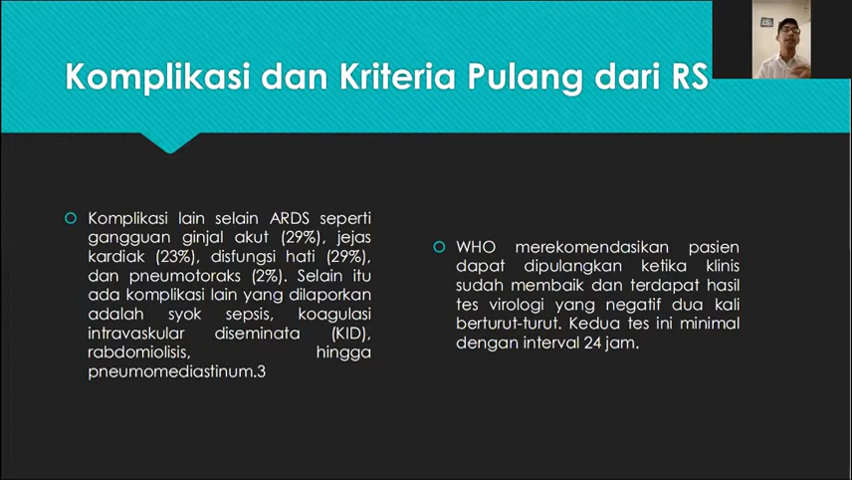 Komplikasi dan Kriteria Pulang dari RS
Komplikasi lain selain ARDS seperti
gangguan ginjal akut (29%), jejas
kardiak (23%), disfungsi hati (29%),
dan pneumotoraks (2%). Selain itu
ada komplikasi lain yang dilaporkan
adalah syok sepsis, koagulasi
intravaskular diseminata (KID),
rabdomiolisis, hingga
pneumomediastinum.3
WHO merekomendasikan pasien
dapat dipulangkan ketika klinis
sudah membaik dan terdapat hasil
tes virologi yang negatif dua kali
berturut-turut. Kedua tes ini minimal
dengan interval 24 jam.